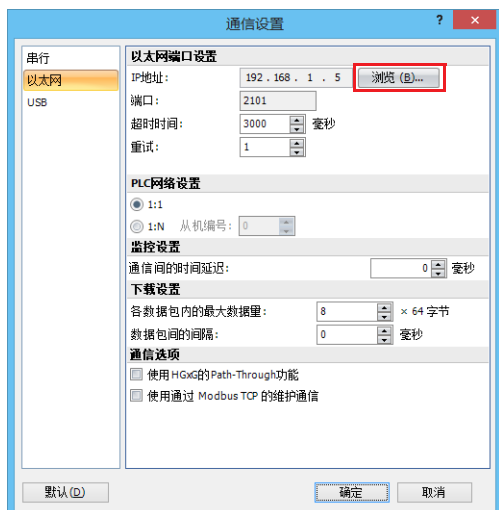 通信设置
? ×
串行
以太网
USB
以太网端口设置
IP地址: 192 . 168 . 1 . 5 浏览 (B)...
端口: 2101
超时时间: 3000 毫秒
重试: 1
PLC网络设置
1:1
1:N 从机编号: 0
监控设置
通信间的时间延迟: 0 毫秒
下载设置
各数据包内的最大数据量: 8 × 64 字节
数据包间的间隔: 0 毫秒
通信选项
使用HGxG的Path-Through功能
使用通过 Modbus TCP 的维护通信
默认(D) 确定 取消